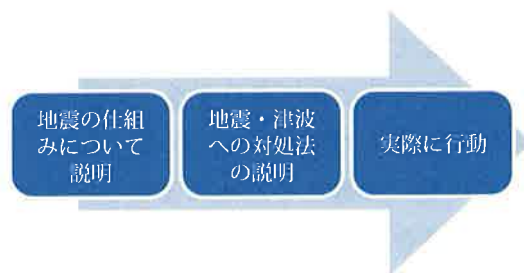 地震の仕組
みについて
説明
地震・津波
への対処法
の説明
実際に行動